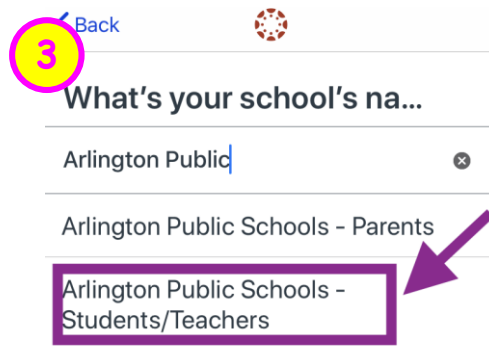 Back
3
What's your school's na...
Arlington Public
Arlington Public Schools - Parents
Arlington Public Schools -
Students/Teachers